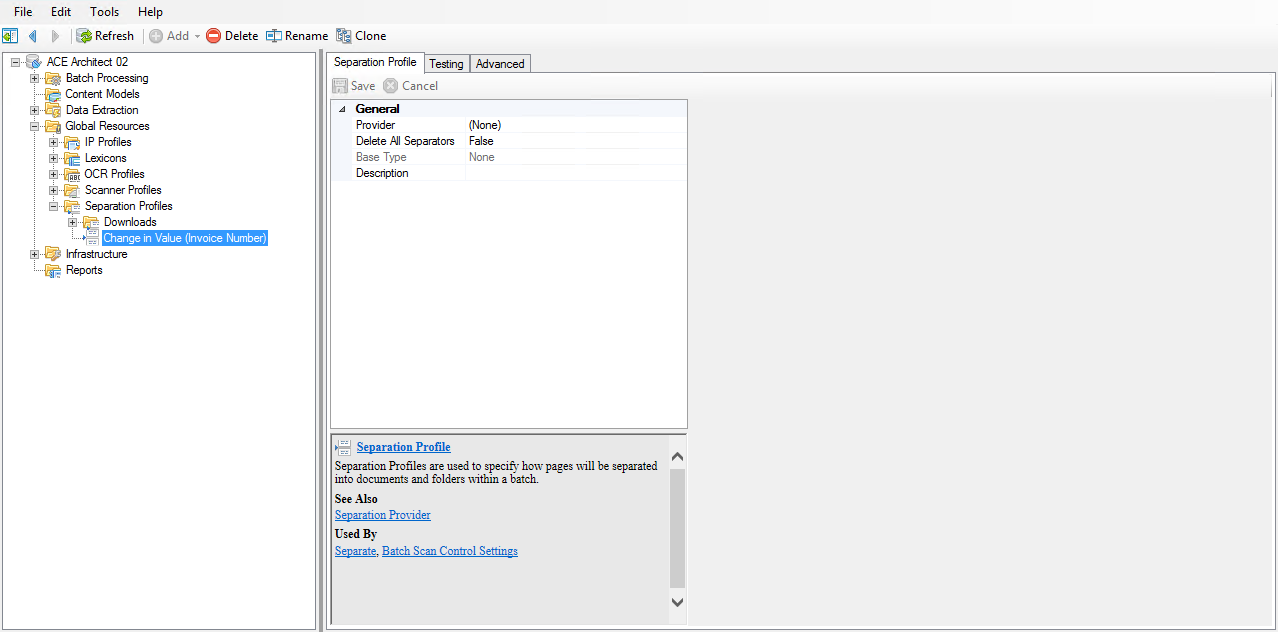 File Edit Tools Help
Refresh Add Delete Rename Clone
ACE Architect 02
Batch Processing
Content Models
Data Extraction
Global Resources
IP Profiles
Lexicons
OCR Profiles
Scanner Profiles
Separation Profiles
Downloads
Change in Value (Invoice Number)
Infrastructure
Reports
Separation Profile Testing Advanced
Save Cancel
General
Provider (None)
Delete All Separators False
Base Type None
Description
Separation Profile
Separation Profiles are used to specify how pages will be separated
into documents and folders within a batch.
See Also
Separation Provider
Used By
Separate, Batch Scan Control Settings